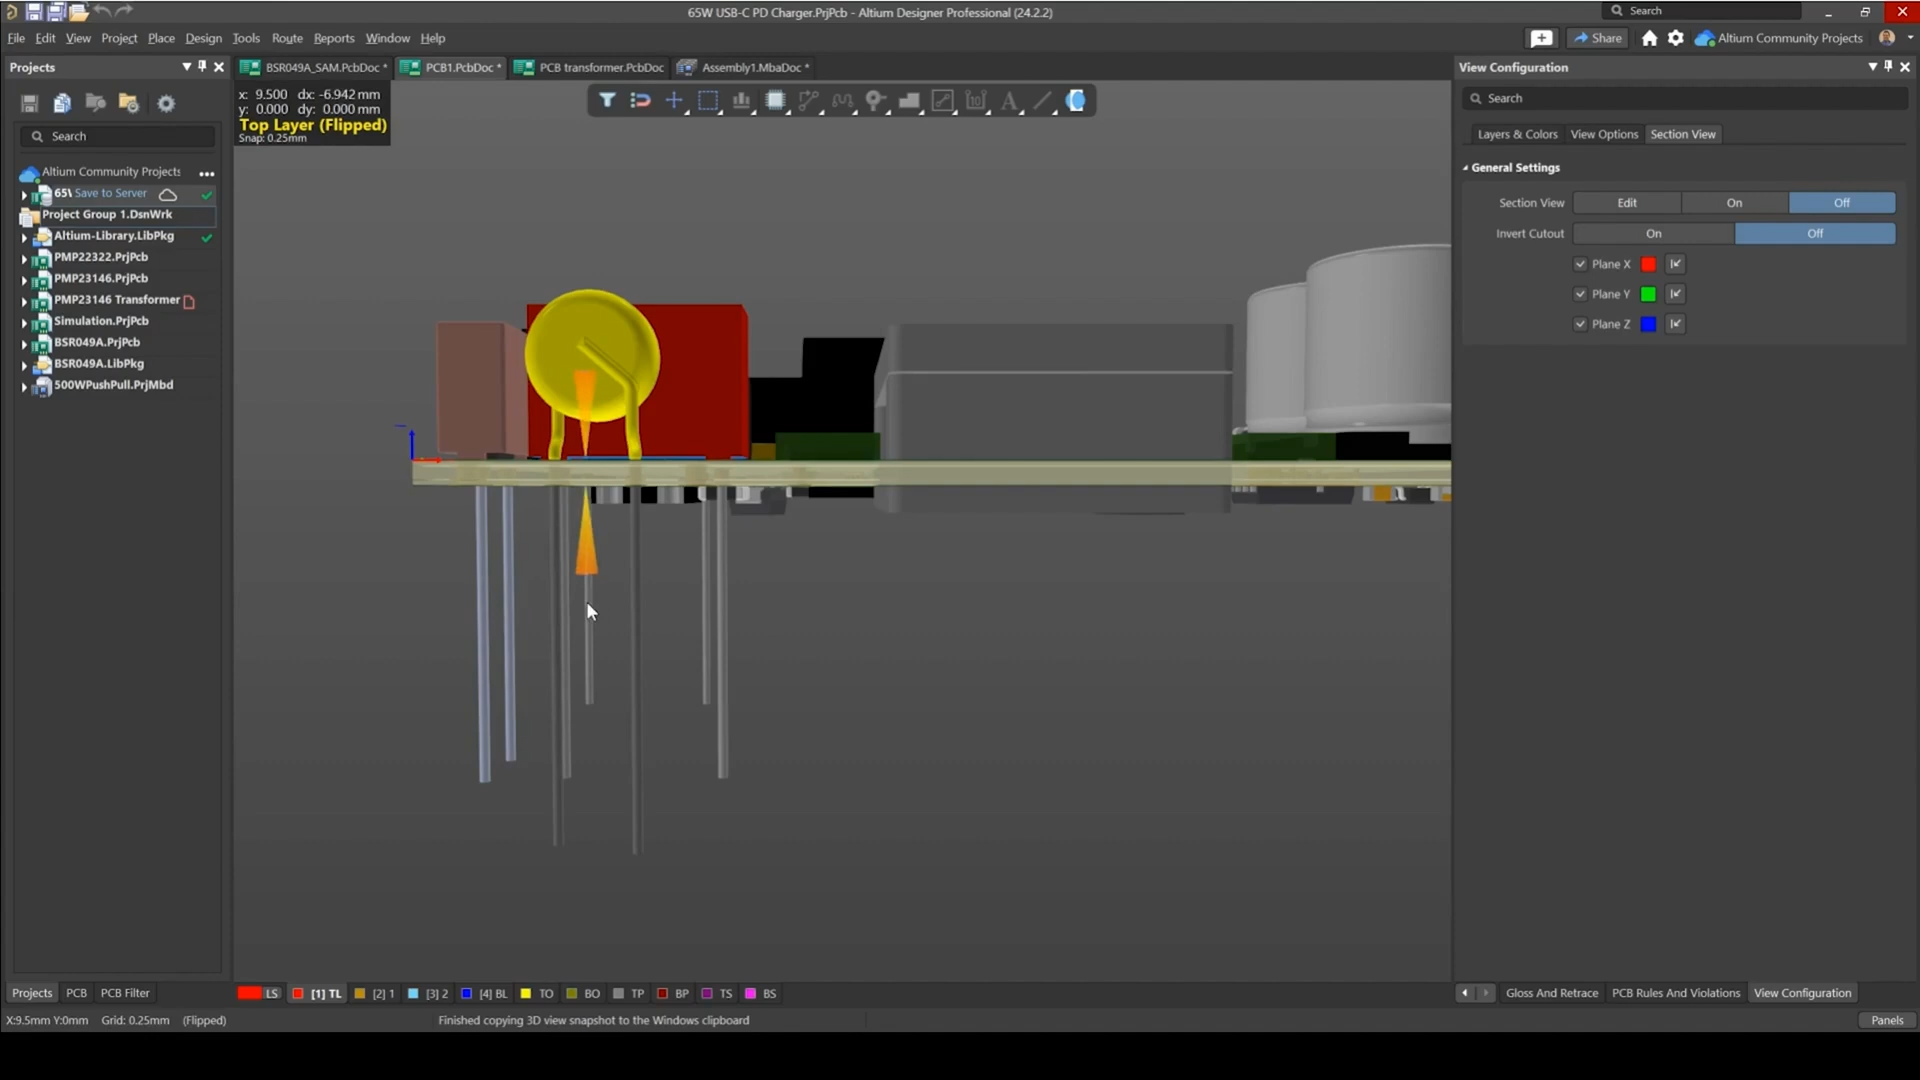 65W USB-C PD Charger.PrjPcb - Altium Designer Professional (24.2.2)
Search
File Edit View Project Place Design Tools Route Reports Window Help
Share
Altium Community Projects
Projects
BSR049A_SAM.PcbDoc *
PCB1.PcbDoc *
PCB transformer.PcbDoc
Assembly1.MbaDoc *
View Configuration
x: 9.500 dx: -6.942 mm
y: 0.000 dy: 0.000 mm
Top Layer (Flipped)
Snap: 0.25mm
Search
Search
Layers & Colors
View Options
Section View
Altium Community Projects
65\ Save to Server
Project Group 1.DsnWrk
Altium-Library.LibPkg
PMP22322.PrjPcb
PMP23146.PrjPcb
PMP23146 Transformer
Simulation.PrjPcb
BSR049A.PrjPcb
BSR049A.LibPkg
500WPushPull.PrjMbd
General Settings
Section View Edit On Off
Invert Cutout On Off
Plane X
Plane Y
Plane Z
Projects PCB PCB Filter
LS [1] TL [2] 1 [3] 2 [4] BL TO BO TP BP TS BS
Gloss And Retrace PCB Rules And Violations View Configuration
X:9.5mm Y:0mm Grid: 0.25mm (Flipped)
Finished copying 3D view snapshot to the Windows clipboard
Panels